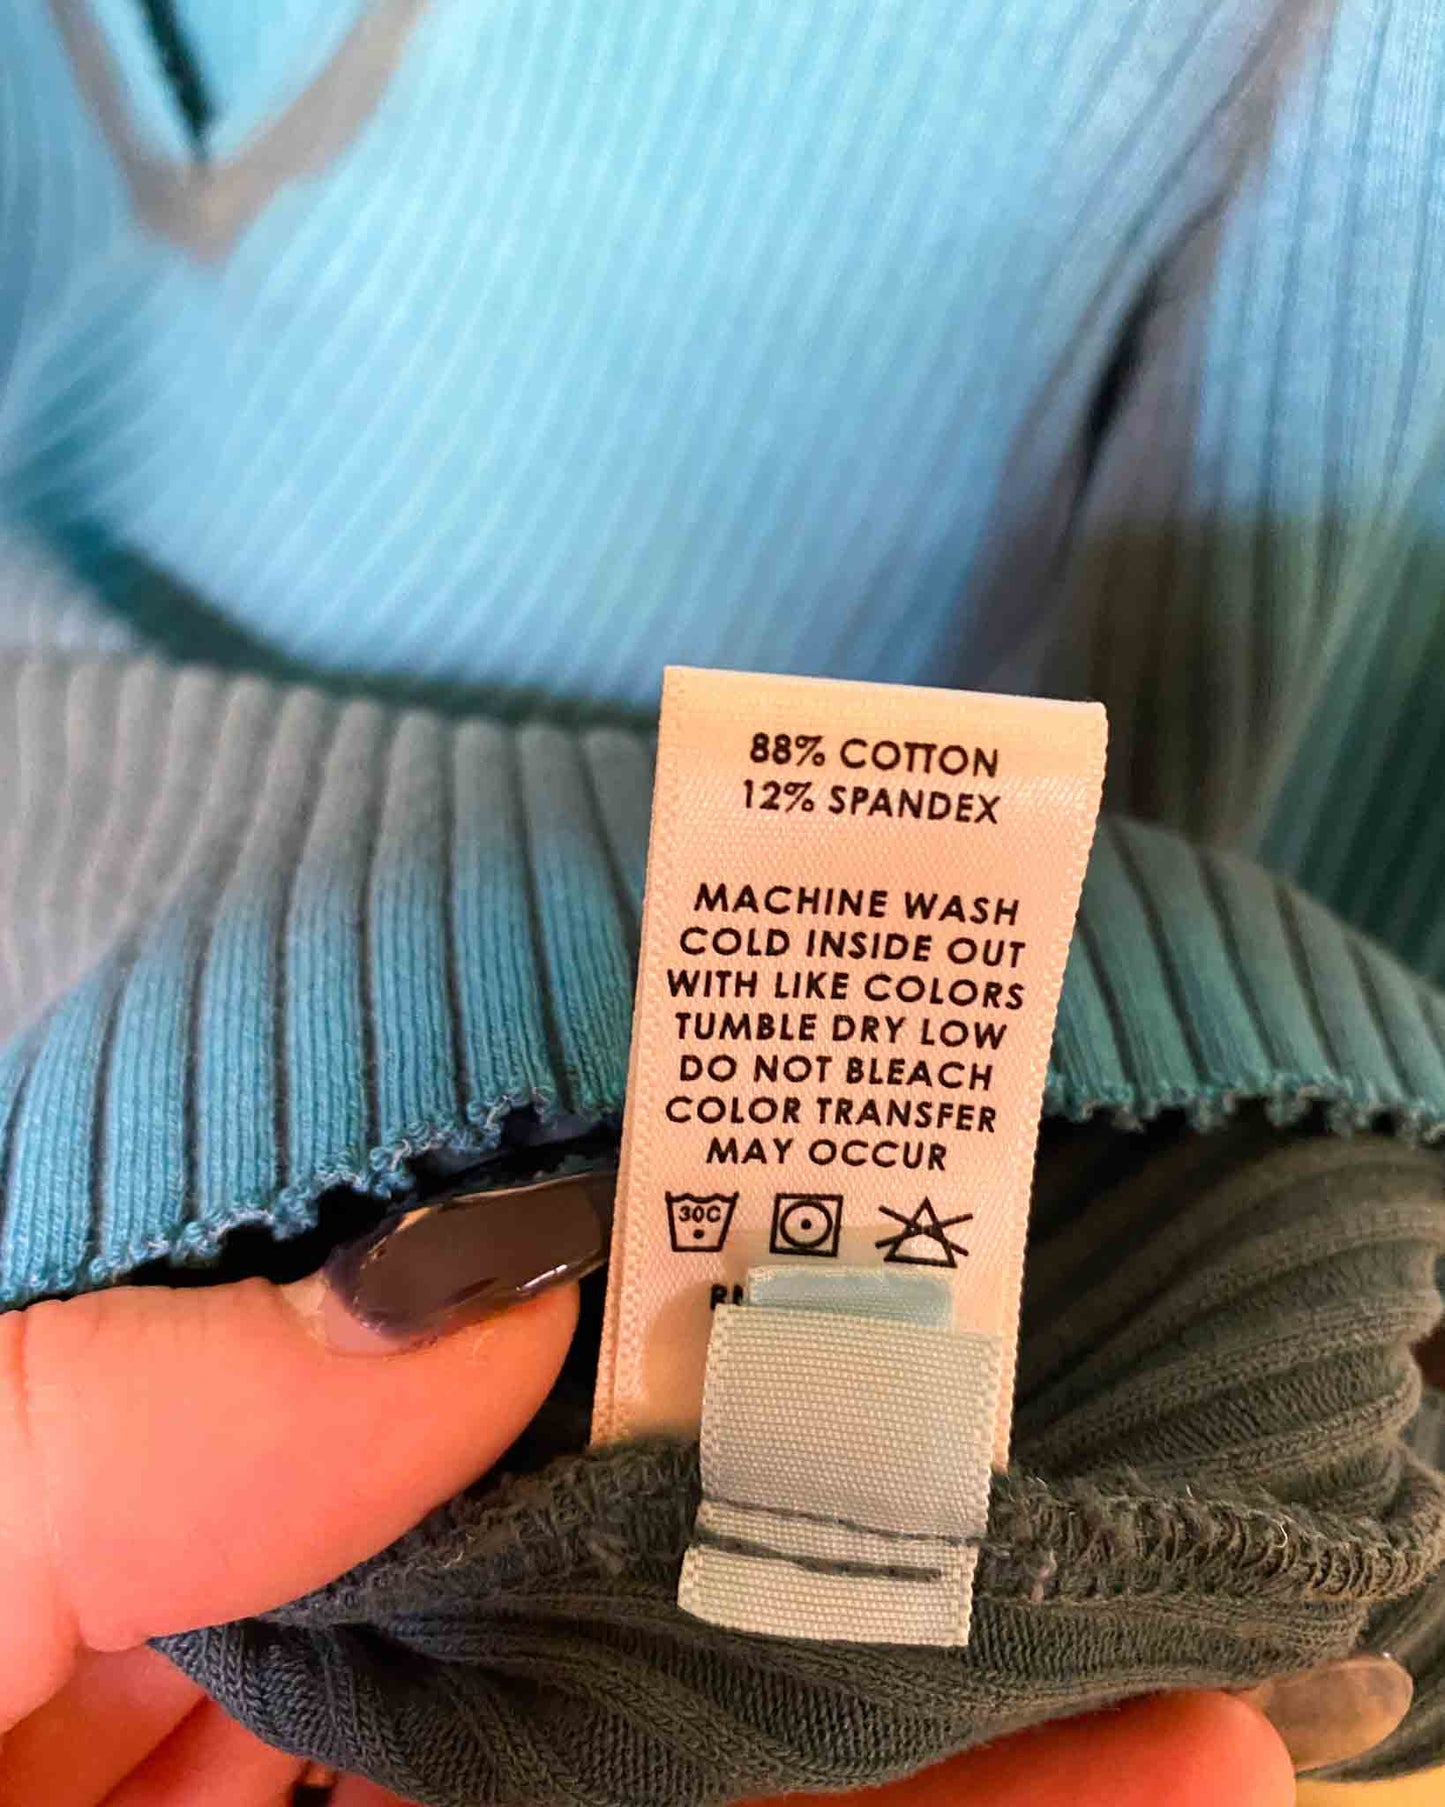 88% COTTON
12% SPANDEX
MACHINE WASH
COLD INSIDE OUT
WITH LIKE COLORS
TUMBLE DRY LOW
DO NOT BLEACH
COLOR TRANSFER
MAY OCCUR
30C